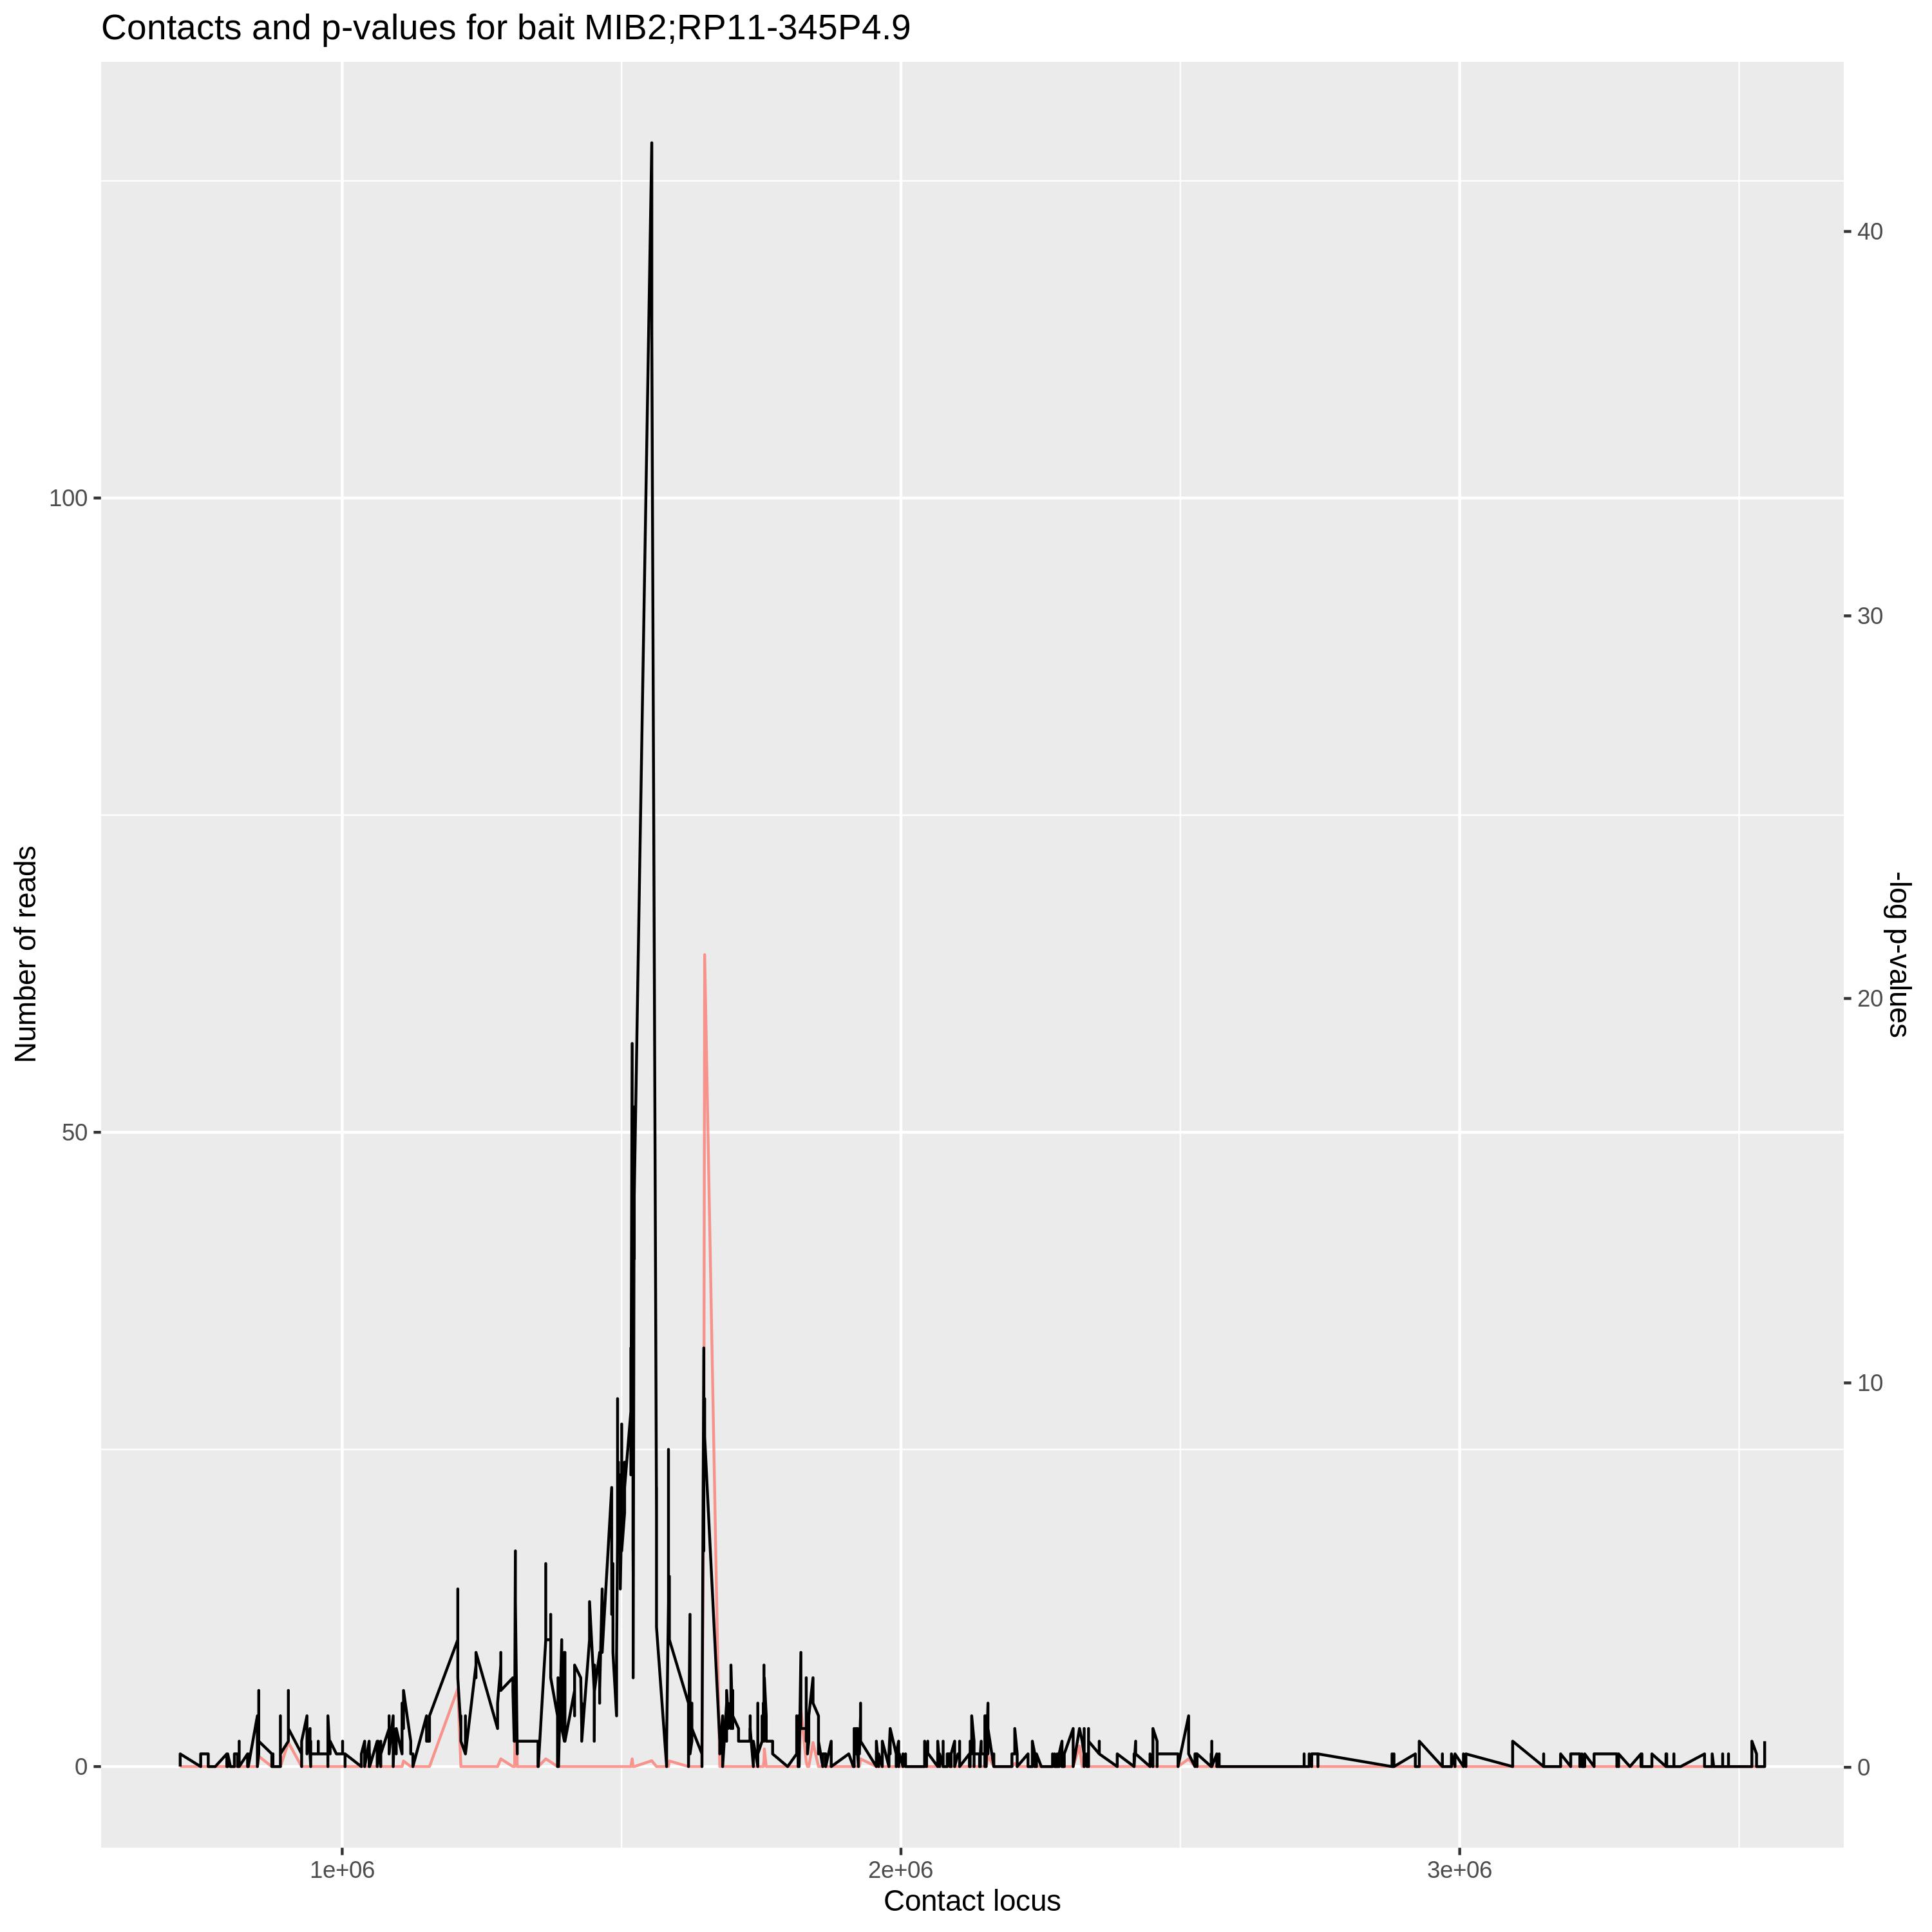 Contacts and p-values for bait MIB2;RP11-345P4.9
Number of reads
100
50
0
40
30
20
10
0
-log p-values
1e+06
2e+06
3e+06
Contact locus